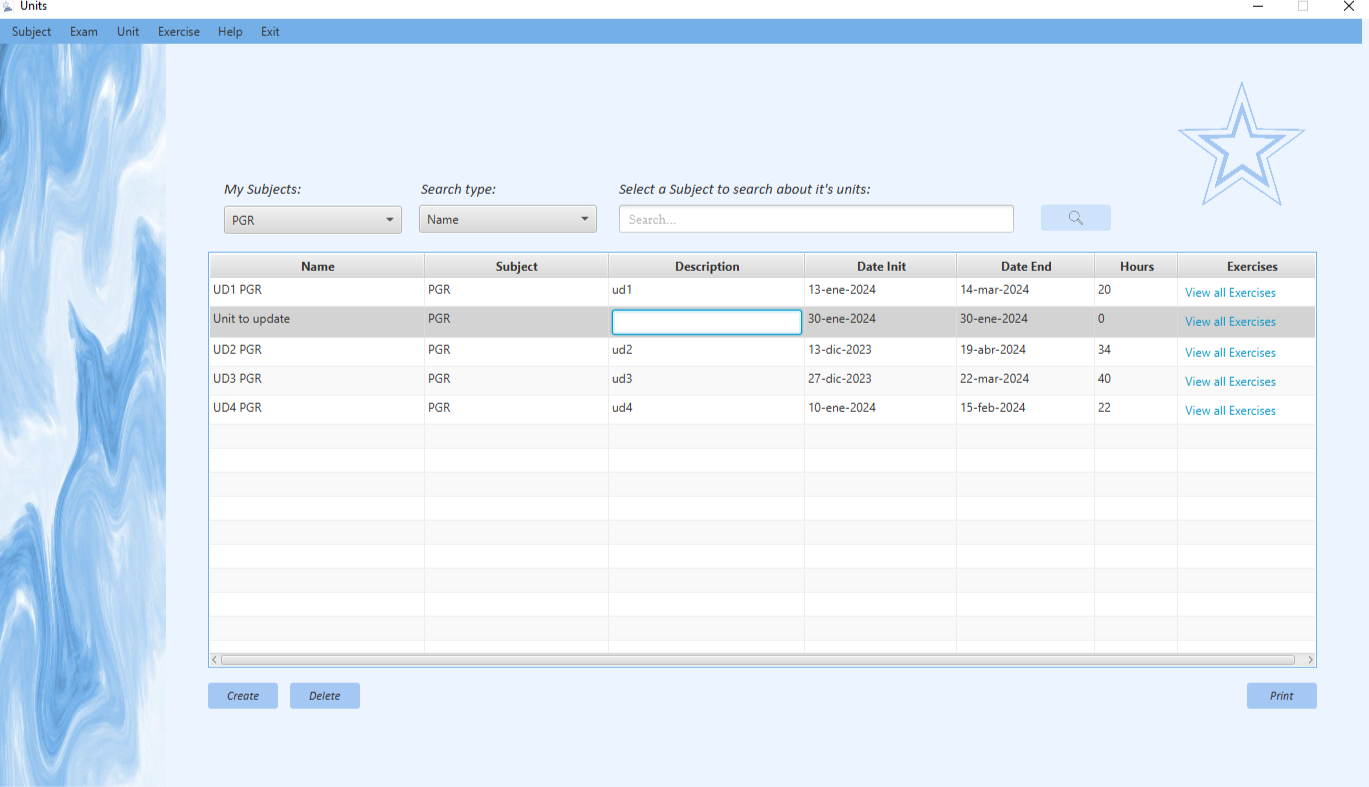 Units
Subject Exam Unit Exercise Help Exit
My Subjects: Search type: Select a Subject to search about it's units:
PGR Name Search...
Name Subject Description Date Init Date End Hours Exercises
UD1 PGR PGR ud1 13-ene-2024 14-mar-2024 20 View all Exercises
Unit to update PGR 30-ene-2024 30-ene-2024 0 View all Exercises
UD2 PGR PGR ud2 13-dic-2023 19-abr-2024 34 View all Exercises
UD3 PGR PGR ud3 27-dic-2023 22-mar-2024 40 View all Exercises
UD4 PGR PGR ud4 10-ene-2024 15-feb-2024 22 View all Exercises
Create Delete Print